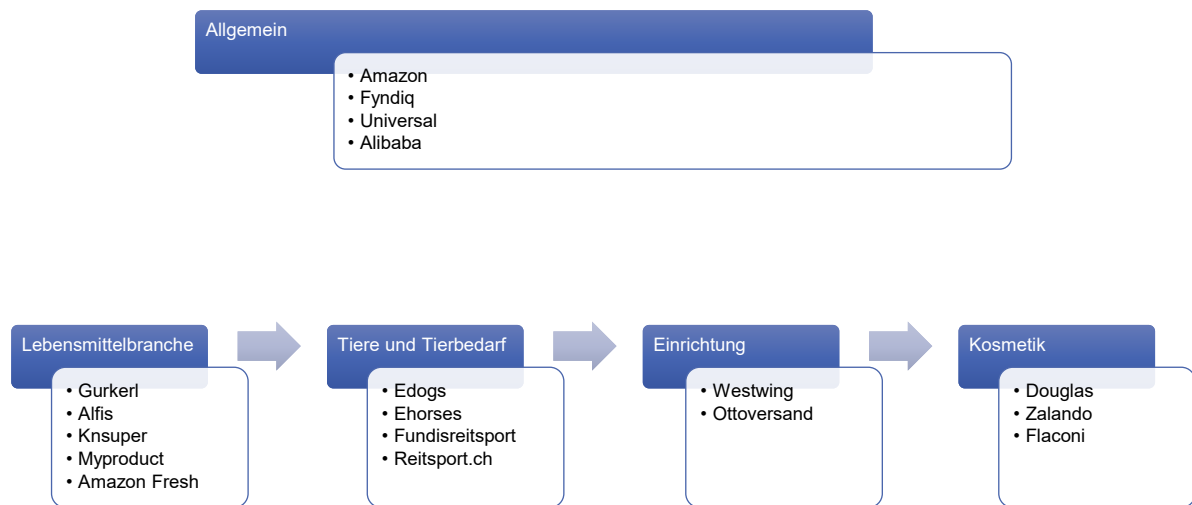 Allgemein
• Amazon
• Fyndiq
• Universal
• Alibaba
Lebensmittelbranche
• Gurkerl
• Alfis
• Knsuper
• Myproduct
• Amazon Fresh
Tiere und Tierbedarf
• Edogs
• Ehorses
• Fundisreitsport
• Reitsport.ch
Einrichtung
• Westwing
• Ottoversand
Kosmetik
• Douglas
• Zalando
• Flaconi